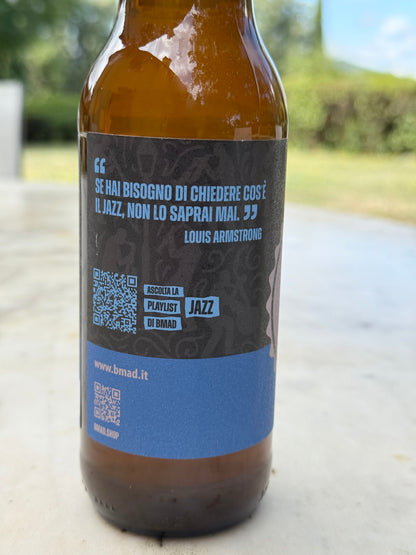 “
SE HAI BISOGNO DI CHIEDERE COS'È
IL JAZZ, NON LO SAPRAI MAI. ”
LOUIS ARMSTRONG
ASCOLTA LA
PLAYLIST
DI BMAD
JAZZ
www.bmad.it
BMAD.SHOP